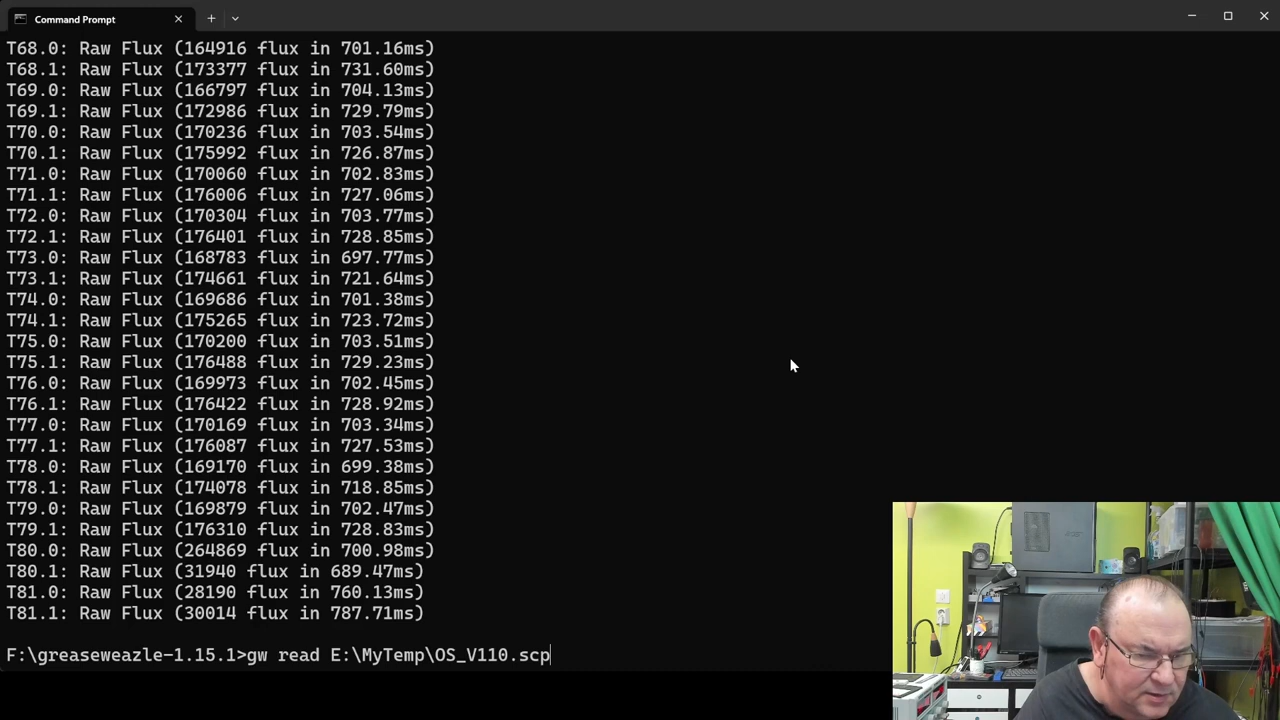 Command Prompt
T68.0: Raw Flux (164916 flux in 701.16ms)
T68.1: Raw Flux (173377 flux in 731.60ms)
T69.0: Raw Flux (166797 flux in 704.13ms)
T69.1: Raw Flux (172986 flux in 729.79ms)
T70.0: Raw Flux (170236 flux in 703.54ms)
T70.1: Raw Flux (175992 flux in 726.87ms)
T71.0: Raw Flux (170060 flux in 702.83ms)
T71.1: Raw Flux (176006 flux in 727.06ms)
T72.0: Raw Flux (170304 flux in 703.77ms)
T72.1: Raw Flux (176401 flux in 728.85ms)
T73.0: Raw Flux (168783 flux in 697.77ms)
T73.1: Raw Flux (174661 flux in 721.64ms)
T74.0: Raw Flux (169686 flux in 701.38ms)
T74.1: Raw Flux (175265 flux in 723.72ms)
T75.0: Raw Flux (170200 flux in 703.51ms)
T75.1: Raw Flux (176488 flux in 729.23ms)
T76.0: Raw Flux (169973 flux in 702.45ms)
T76.1: Raw Flux (176422 flux in 728.92ms)
T77.0: Raw Flux (170169 flux in 703.34ms)
T77.1: Raw Flux (176087 flux in 727.53ms)
T78.0: Raw Flux (169170 flux in 699.38ms)
T78.1: Raw Flux (174078 flux in 718.85ms)
T79.0: Raw Flux (169879 flux in 702.47ms)
T79.1: Raw Flux (176310 flux in 728.83ms)
T80.0: Raw Flux (264869 flux in 700.98ms)
T80.1: Raw Flux (31940 flux in 689.47ms)
T81.0: Raw Flux (28190 flux in 760.13ms)
T81.1: Raw Flux (30014 flux in 787.71ms)
F:\greaseweazle-1.15.1>gw read E:\MyTemp\OS_V110.scp